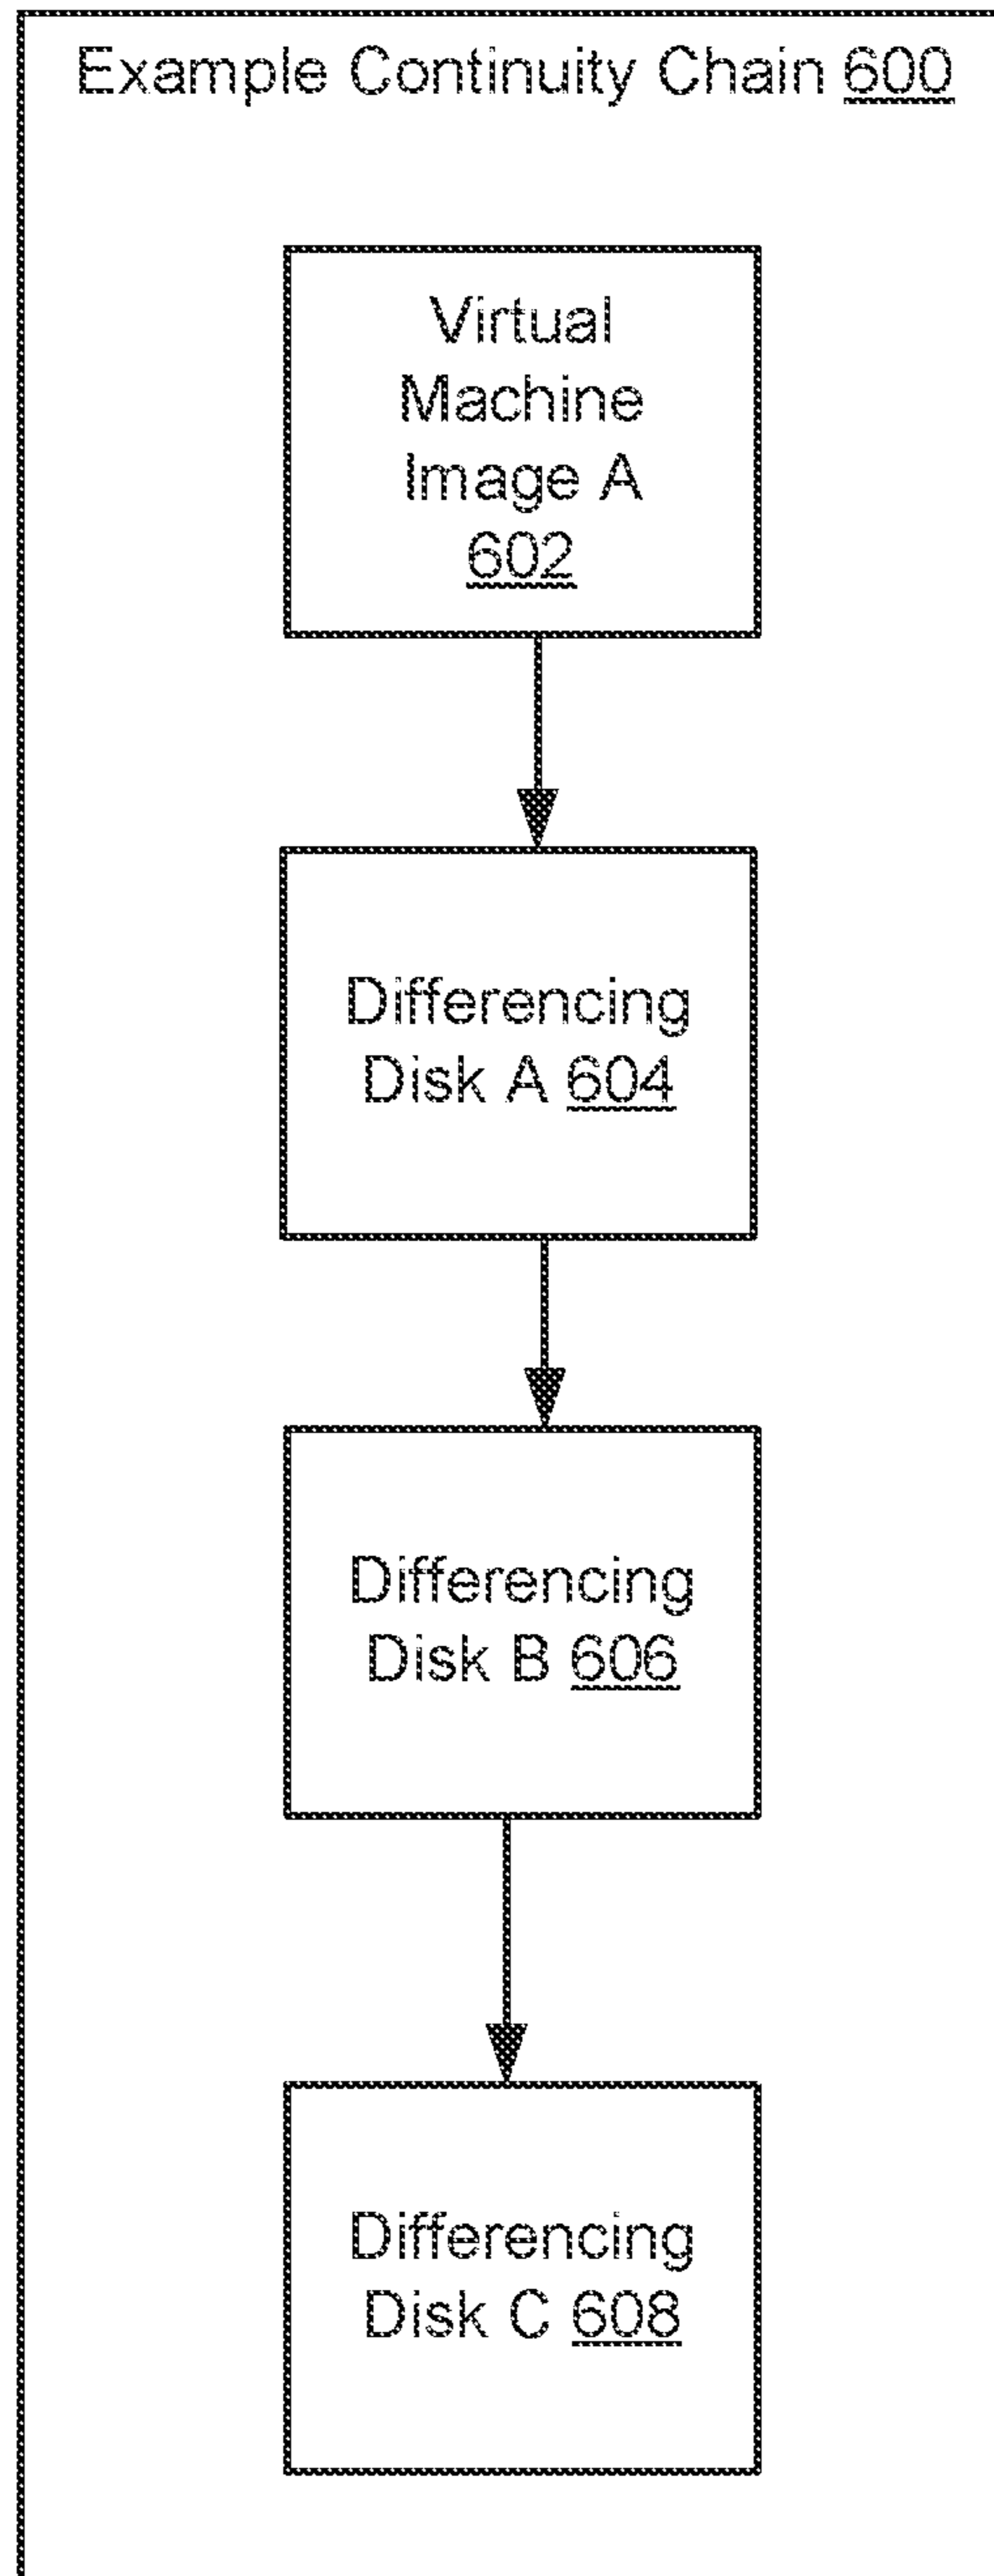 Example Continuity Chain 600
Virtual
Machine
Image A
602
Differencing
Disk A 604
Differencing
Disk B 606
Differencing
Disk C 608